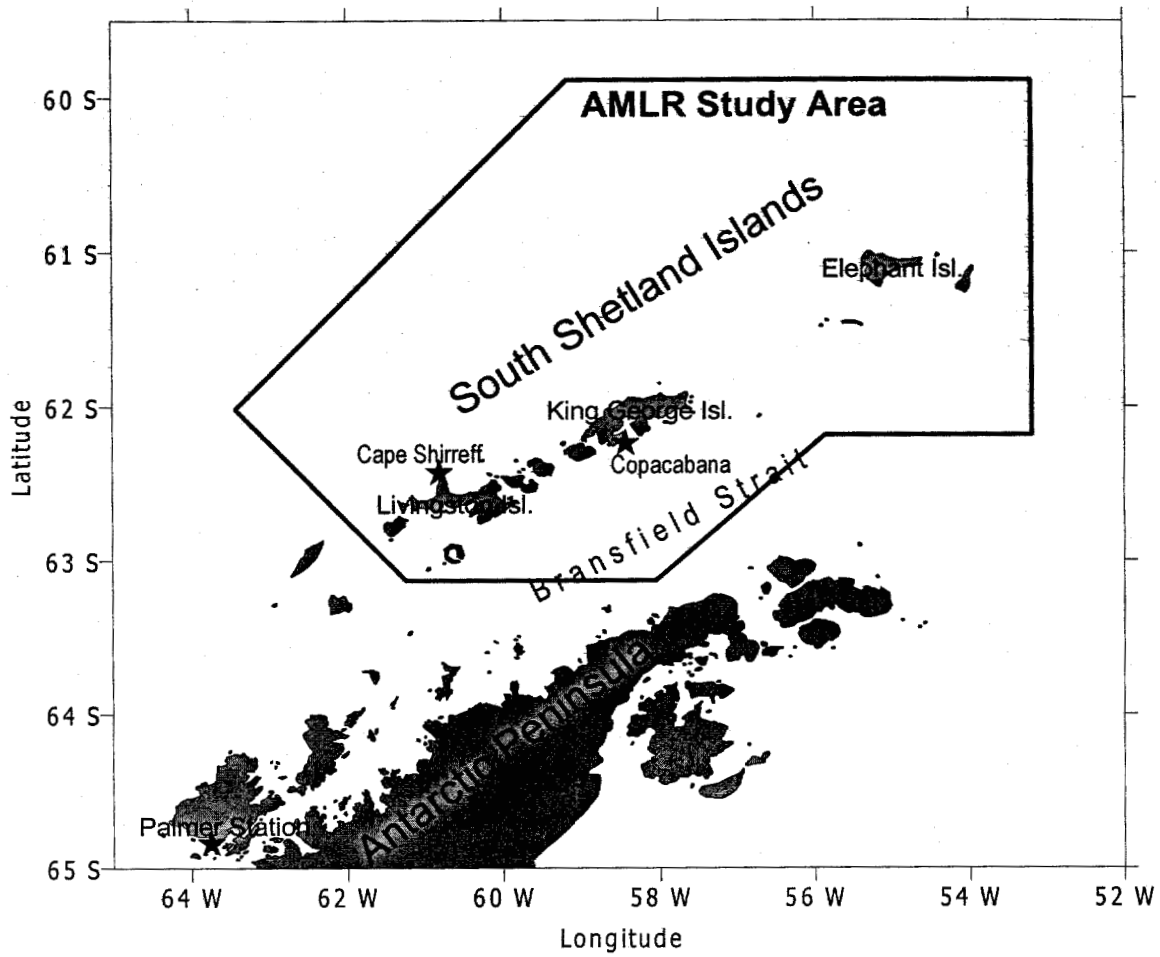 AMLR Study Area
South Shetland Islands
Elephant Isl.
King George Isl.
Cape Shirreff
Copacabana
Livingston Isl.
Bransfield Strait
Antarctic Peninsula
Palmer Station
60 S
61 S
62 S
63 S
64 S
65 S
Latitude
64 W
62 W
60 W
58 W
56 W
54 W
52 W
Longitude